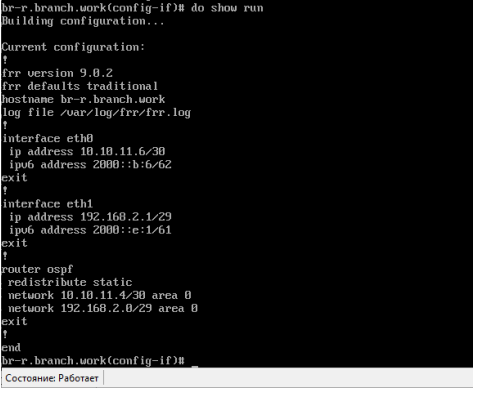 br-r.branch.work(config-if)# do show run
Building configuration...
Current configuration:
!
frr version 9.0.2
frr defaults traditional
hostname br-r.branch.work
log file /var/log/frr/frr.log
!
interface eth0
ip address 10.10.11.6/30
ipv6 address 2000::b:6/62
exit
!
interface eth1
ip address 192.168.2.1/29
ipv6 address 2000::e:1/61
exit
!
router ospf
redistribute static
network 10.10.11.4/30 area 0
network 192.168.2.0/29 area 0
exit
!
end
br-r.branch.work(config-if)# _
Состояние: Работает